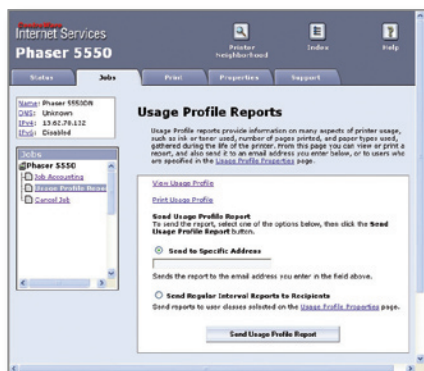 CentreWare
Internet Services
Phaser 5550
Printer
Neighborhood
Index
Help
Status
Jobs
Print
Properties
Support
Name: Phaser 5550DN
DNS: Unknown
IPv4: 13.62.70.132
IPv6: Disabled
Jobs
Phaser 5550
Job Accounting
Usage Profile Repor
Cancel Job
Usage Profile Reports
Usage Profile reports provide information on many aspects of printer usage,
such as ink or toner used, number of pages printed, and paper types used,
gathered during the life of the printer. From this page you can view or print a
report, and also send it to an email address you enter below, or to users who
are specified in the Usage Profile Properties page.
View Usage Profile
Print Usage Profile
Send Usage Profile Report
To send the report, select one of the options below, then click the Send
Usage Profile Report button.
Send to Specific Address
Sends the report to the email address you enter in the field above.
Send Regular Interval Reports to Recipients
Send reports to user classes selected on the Usage Profile Properties page.
Send Usage Profile Report